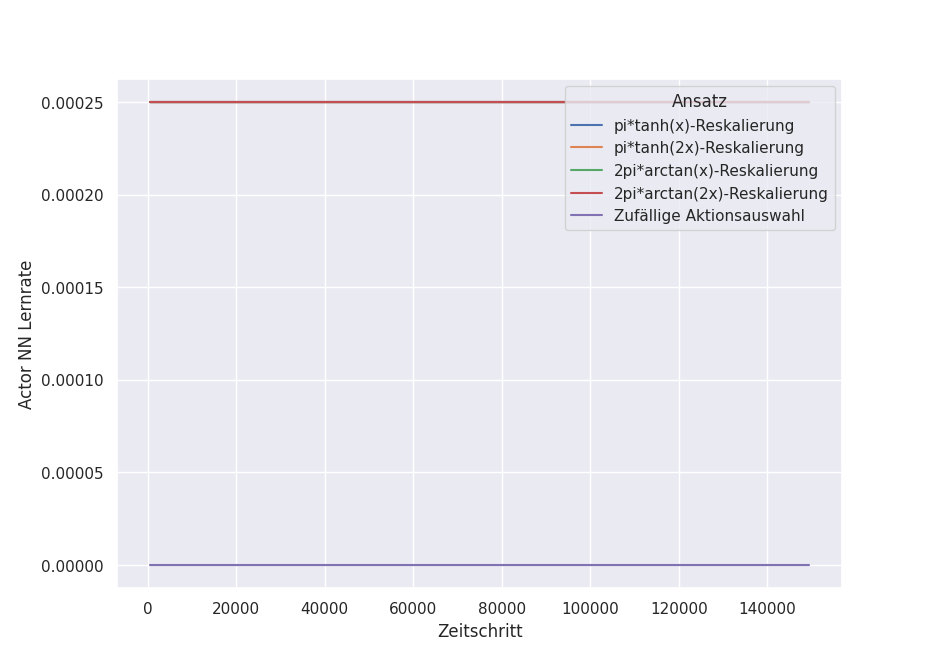 Ansatz
pi*tanh(x)-Reskalierung
pi*tanh(2x)-Reskalierung
2pi*arctan(x)-Reskalierung
2pi*arctan(2x)-Reskalierung
Zufällige Aktionsauswahl
Actor NN Lernrate
0.00025
0.00020
0.00015
0.00010
0.00005
0.00000
0 20000 40000 60000 80000 100000 120000 140000
Zeitschritt